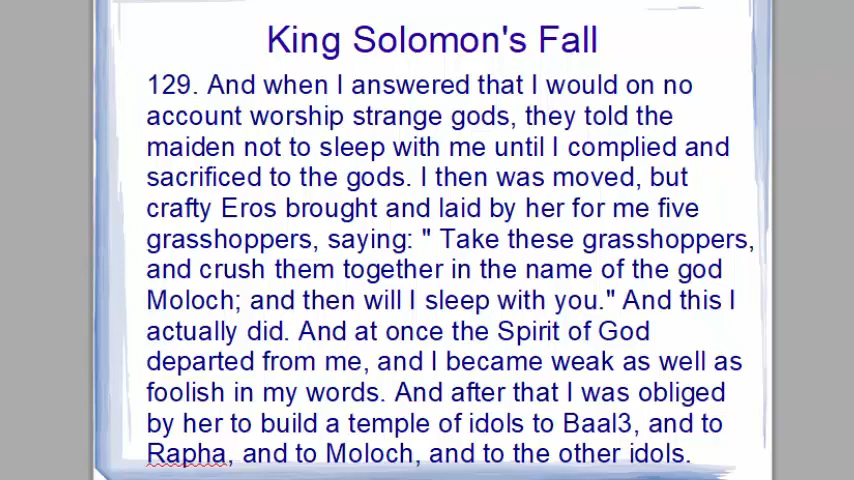 King Solomon's Fall
129. And when I answered that I would on no
account worship strange gods, they told the
maiden not to sleep with me until I complied and
sacrificed to the gods. I then was moved, but
crafty Eros brought and laid by her for me five
grasshoppers, saying: " Take these grasshoppers,
and crush them together in the name of the god
Moloch; and then will I sleep with you." And this I
actually did. And at once the Spirit of God
departed from me, and I became weak as well as
foolish in my words. And after that I was obliged
by her to build a temple of idols to Baal3, and to
Rapha, and to Moloch, and to the other idols.